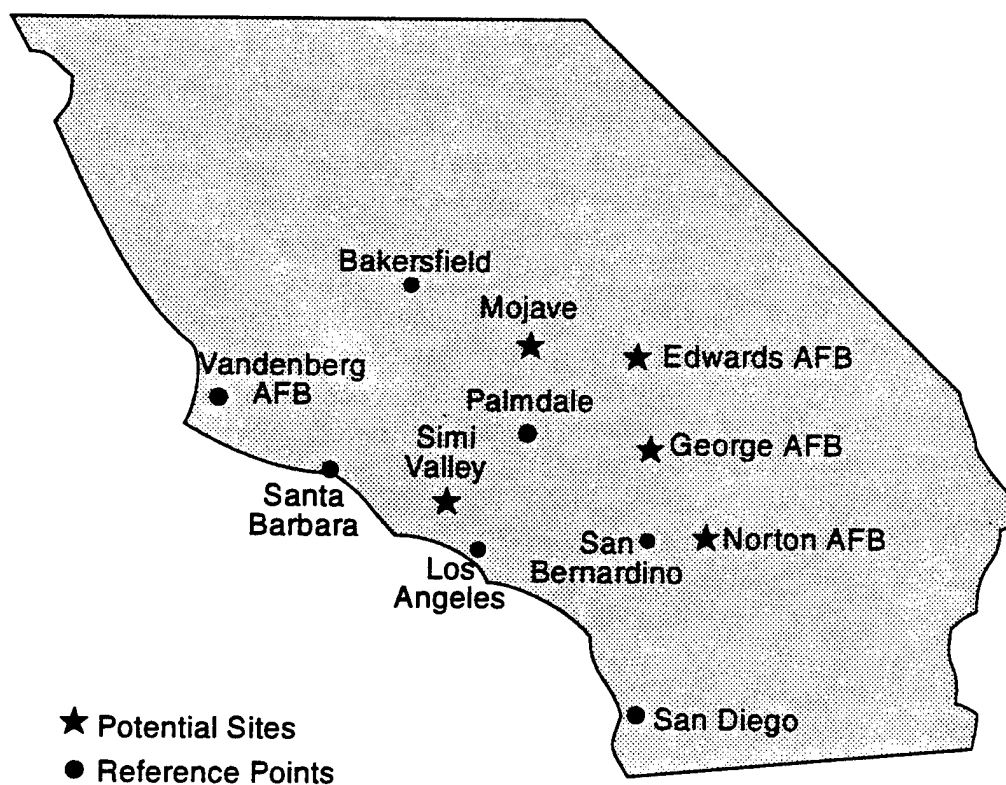 Bakersfield
Mojave
Edwards AFB
Vandenberg
AFB
Palmdale
Simi
Valley
George AFB
Santa
Barbara
Los
Angeles
San
Bernardino
Norton AFB
San Diego
Potential Sites
Reference Points